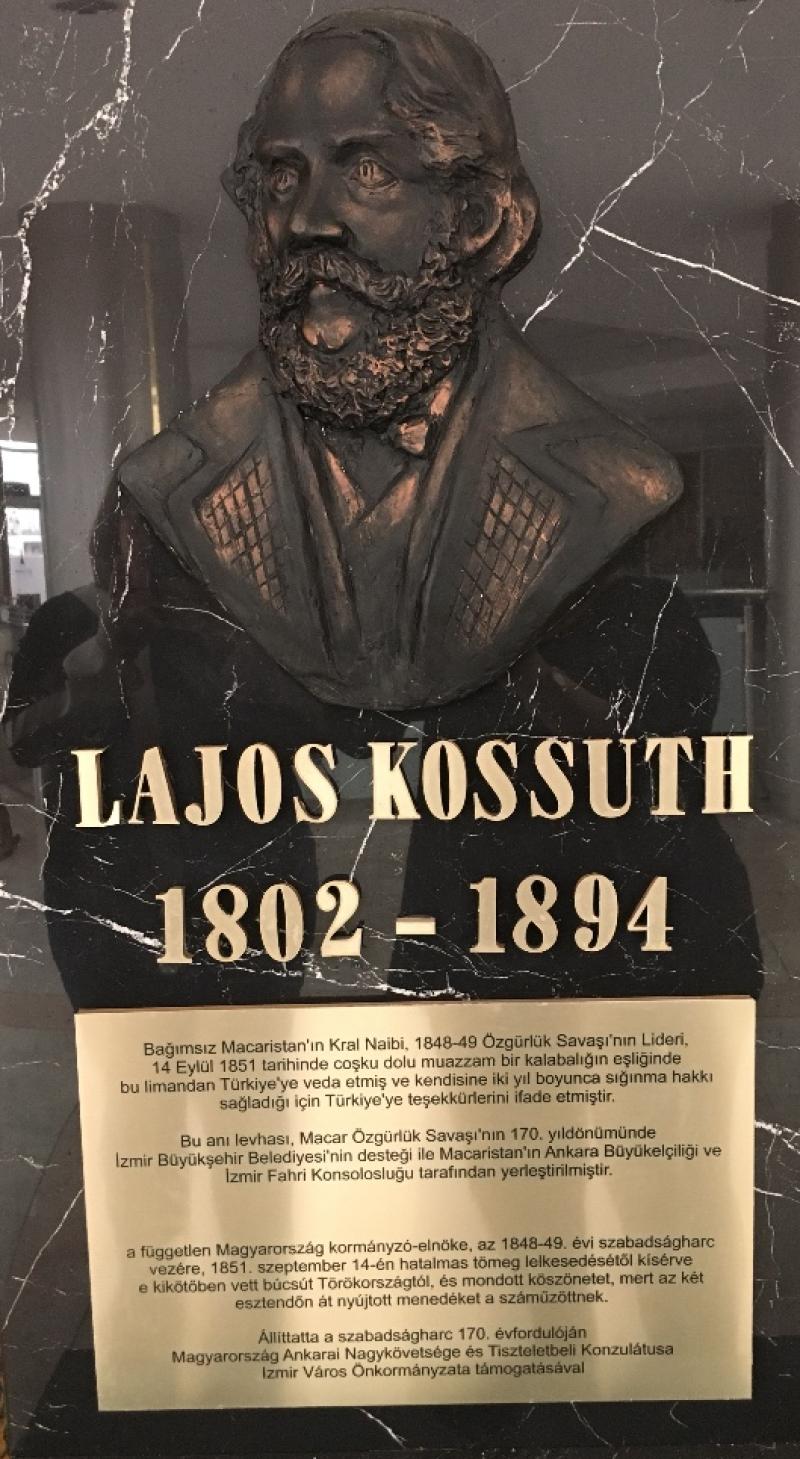 LAJOS KOSSUTH
1802 - 1894
Bağımsız Macaristan'ın Kral Naibi, 1848-49 Özgürlük Savaşı'nın Lideri,
14 Eylül 1851 tarihinde coşku dolu muazzam bir kalabalığın eşliğinde
bu limandan Türkiye'ye veda etmiş ve kendisine iki yıl boyunca sığınma hakkı
sağladığı için Türkiye'ye teşekkürlerini ifade etmiştir.
Bu anı levhası, Macar Özgürlük Savaşı'nın 170. yıldönümünde
İzmir Büyükşehir Belediyesi'nin desteği ile Macaristan'ın Ankara Büyükelçiliği ve
İzmir Fahri Konsolosluğu tarafından yerleştirilmiştir.
a független Magyarország kormányzó-elnöke, az 1848-49. évi szabadságharc
vezére, 1851. szeptember 14-én hatalmas tömeg lelkesedésétől kísérve
e kikötőben vett búcsút Törökországtól, és mondott köszönetet, mert az két
esztendőn át nyújtott menedéket a száműzöttnek.
Állíttatta a szabadságharc 170. évfordulóján
Magyarország Ankarai Nagykövetsége és Tiszteletbeli Konzulátusa
Izmir Város Önkormányzata támogatásával